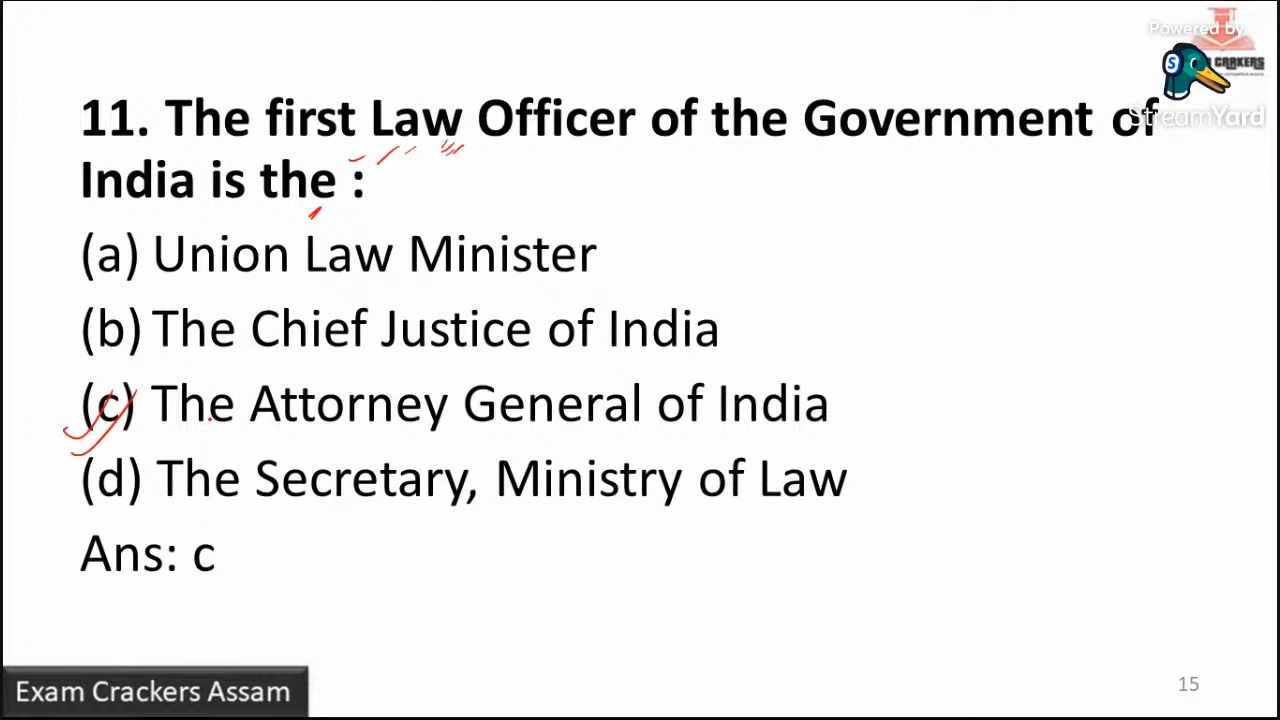 Powered by
CRAKERS
StreamYard
11. The first Law Officer of the Government of
India is the :
(a) Union Law Minister
(b) The Chief Justice of India
(c) The Attorney General of India
(d) The Secretary, Ministry of Law
Ans: c
Exam Crackers Assam
15